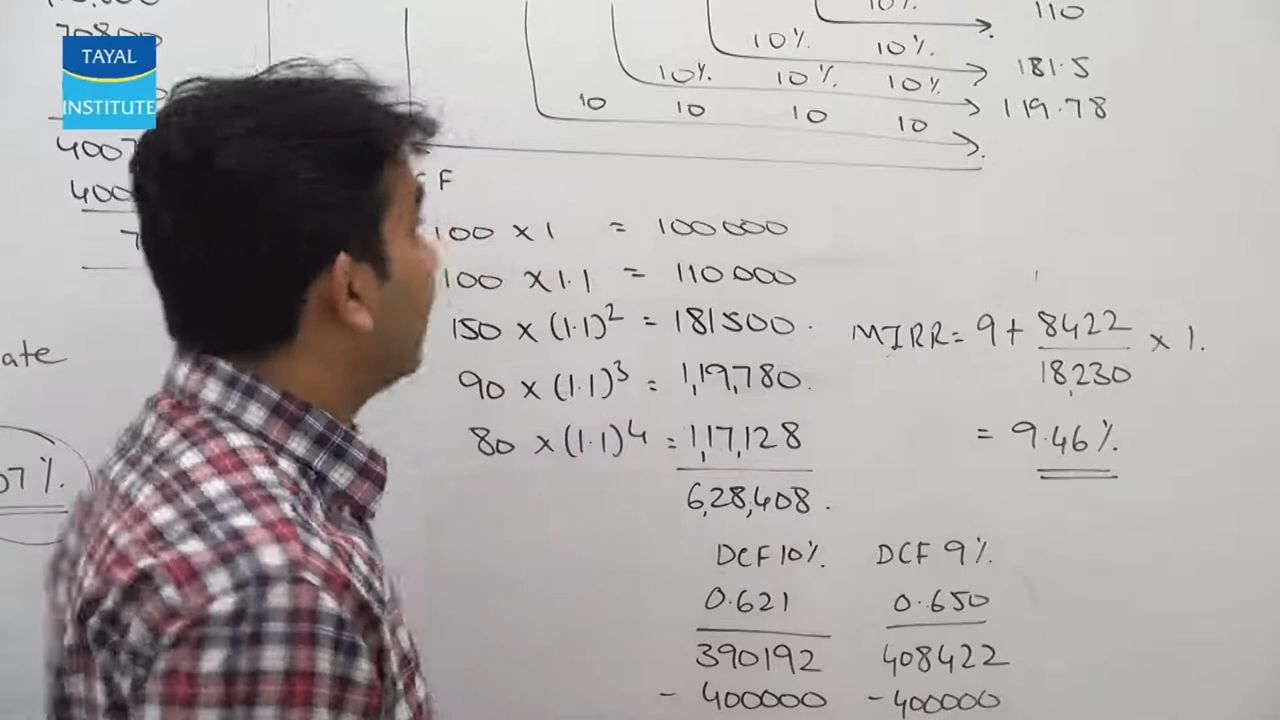 10%. 110
70800
TAYAL
INSTITUTE
10% 10%. 181.5
10%. 10% 10% 119.78
10 10 10 10
F
100 x 1 = 100000
100 x 1.1 = 110000
150 x (1.1)² = 181500.
90 x (1.1)³ = 1,19,780.
80 x (1.1)⁴ = 1,17,128
6,28,408.
MIRR = 9 + 8422 / 18,230 x 1.
= 9.46%.
ate
07%.
DCF 10%. DCF 9%.
0.621 0.650
390192 408422
- 400000 - 400000